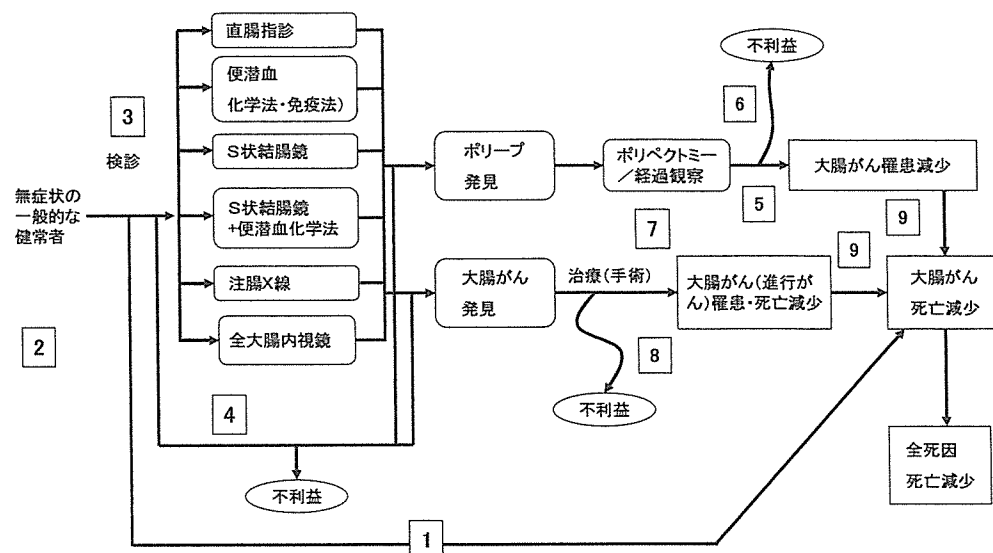 直腸指診
便潜血
化学法・免疫法）
S状結腸鏡
S状結腸鏡
+便潜血化学法
注腸X線
全大腸内視鏡
3
検診
無症状の
一般的な
健常者
2
4
不利益
1
ポリープ
発見
大腸がん
発見
ポリペクトミー
／経過観察
不利益
6
5
大腸がん罹患減少
7
9
9
治療（手術）
大腸がん（進行が
ん）罹患・死亡減少
8
不利益
大腸がん
死亡減少
全死因
死亡減少